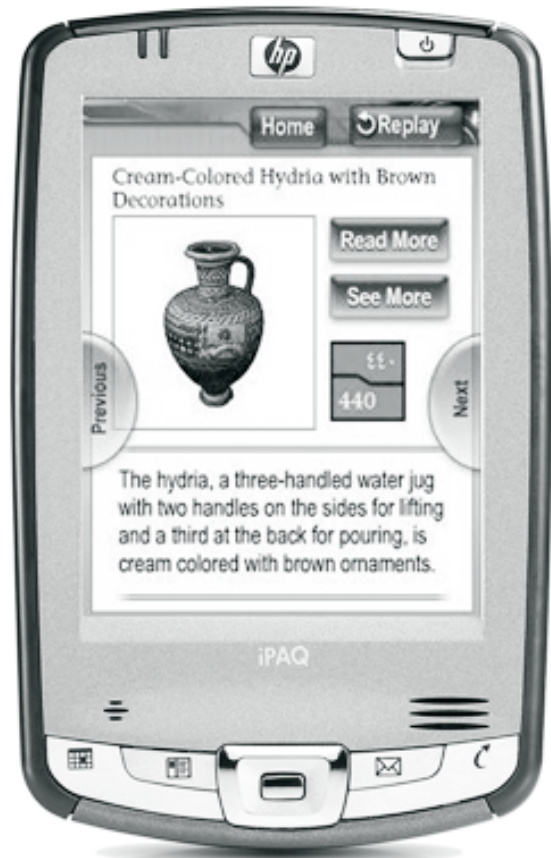 hp
Home
Replay
Cream-Colored Hydria with Brown
Decorations
Read More
See More
٤٤٠
440
Previous
Next
The hydria, a three-handled water jug
with two handles on the sides for lifting
and a third at the back for pouring, is
cream colored with brown ornaments.
iPAQ